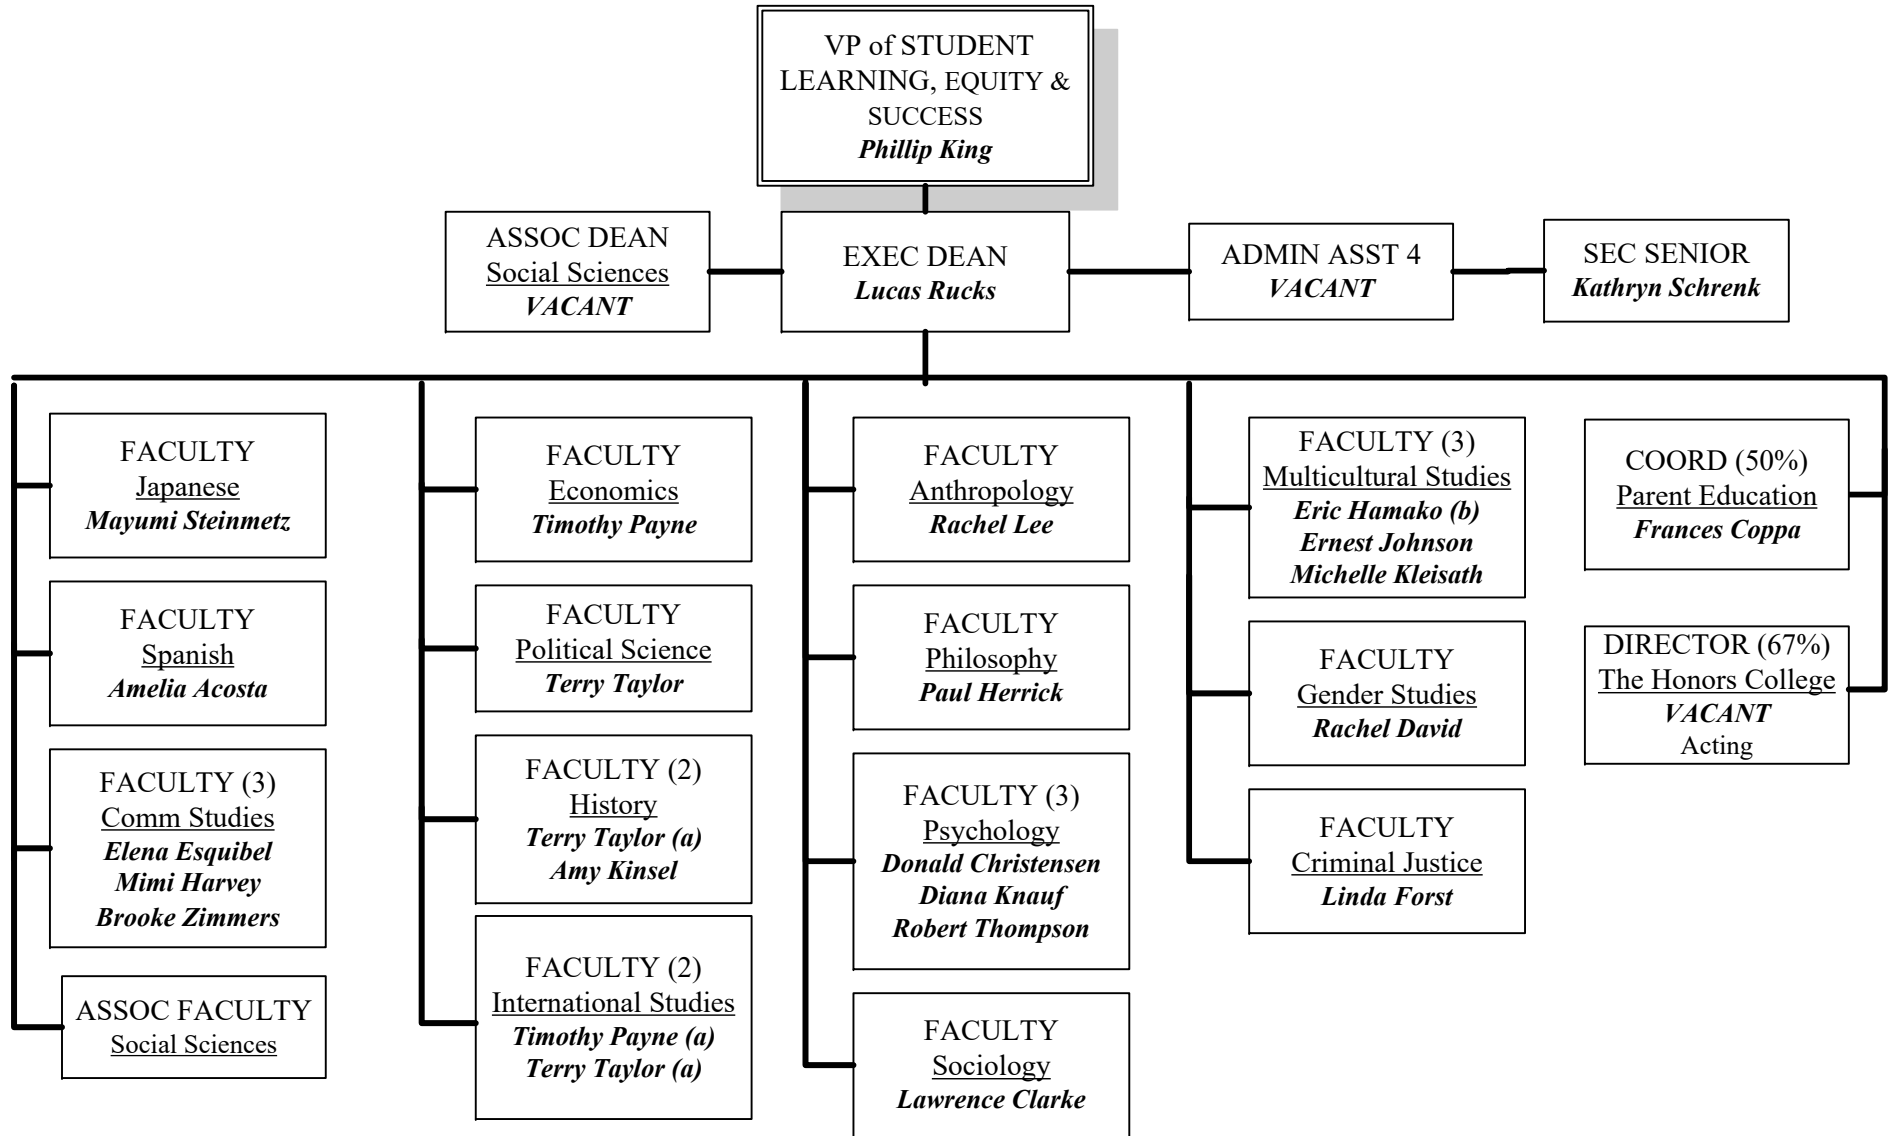 VP of STUDENT
LEARNING, EQUITY &
SUCCESS
Phillip King
ASSOC DEAN
Social Sciences
VACANT
EXEC DEAN
Lucas Rucks
ADMIN ASST 4
VACANT
SEC SENIOR
Kathryn Schrenk
FACULTY
Japanese
Mayumi Steinmetz
FACULTY
Spanish
Amelia Acosta
FACULTY (3)
Comm Studies
Elena Esquibel
Mimi Harvey
Brooke Zimmers
ASSOC FACULTY
Social Sciences
FACULTY
Economics
Timothy Payne
FACULTY
Political Science
Terry Taylor
FACULTY (2)
History
Terry Taylor (a)
Amy Kinsel
FACULTY (2)
International Studies
Timothy Payne (a)
Terry Taylor (a)
FACULTY
Anthropology
Rachel Lee
FACULTY
Philosophy
Paul Herrick
FACULTY (3)
Psychology
Donald Christensen
Diana Knauf
Robert Thompson
FACULTY
Sociology
Lawrence Clarke
FACULTY (3)
Multicultural Studies
Eric Hamako (b)
Ernest Johnson
Michelle Kleisath
FACULTY
Gender Studies
Rachel David
FACULTY
Criminal Justice
Linda Forst
COORD (50%)
Parent Education
Frances Coppa
DIRECTOR (67%)
The Honors College
VACANT
Acting